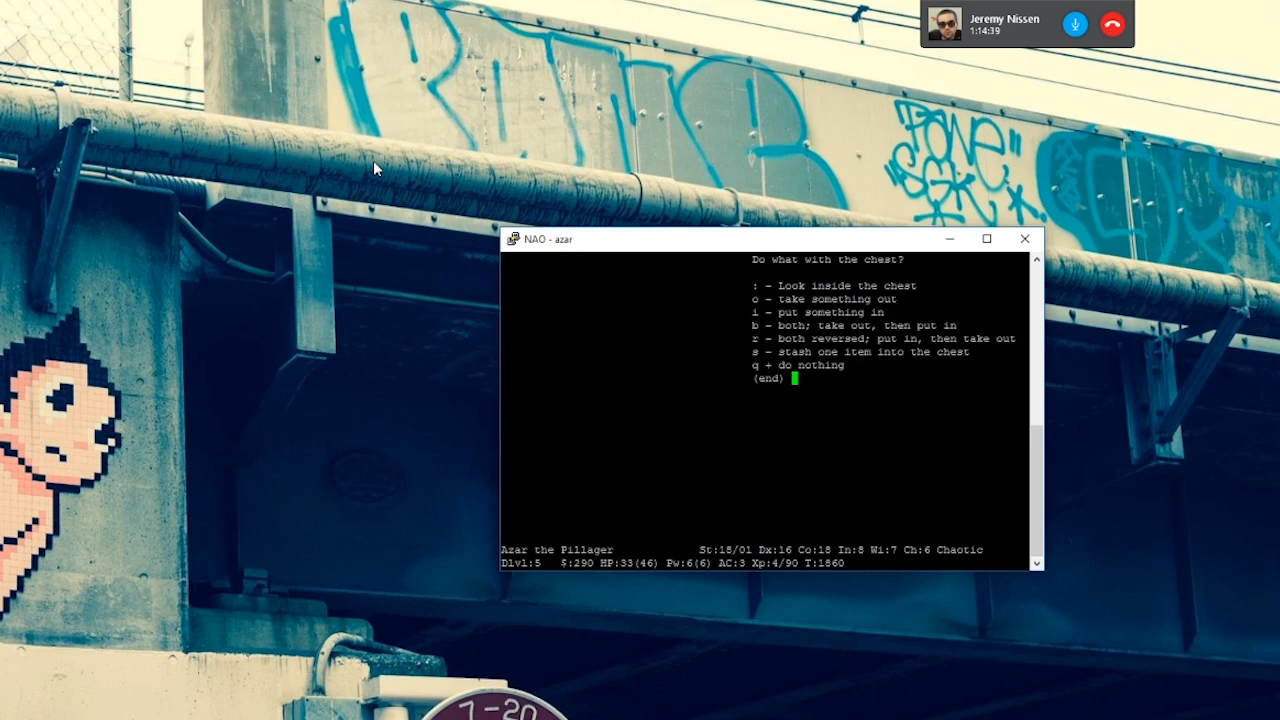 Jeremy Nissen
1:14:39
PONE
SGK
NAO - azar
Do what with the chest?
: - Look inside the chest
o - take something out
i - put something in
b - both; take out, then put in
r - both reversed; put in, then take out
s - stash one item into the chest
q + do nothing
(end)
Azar the Pillager St:18/01 Dx:16 Co:18 In:8 Wi:7 Ch:6 Chaotic
Dlvl:5 $:290 HP:33(46) Pw:6(6) AC:3 Xp:4/90 T:1860
7-20